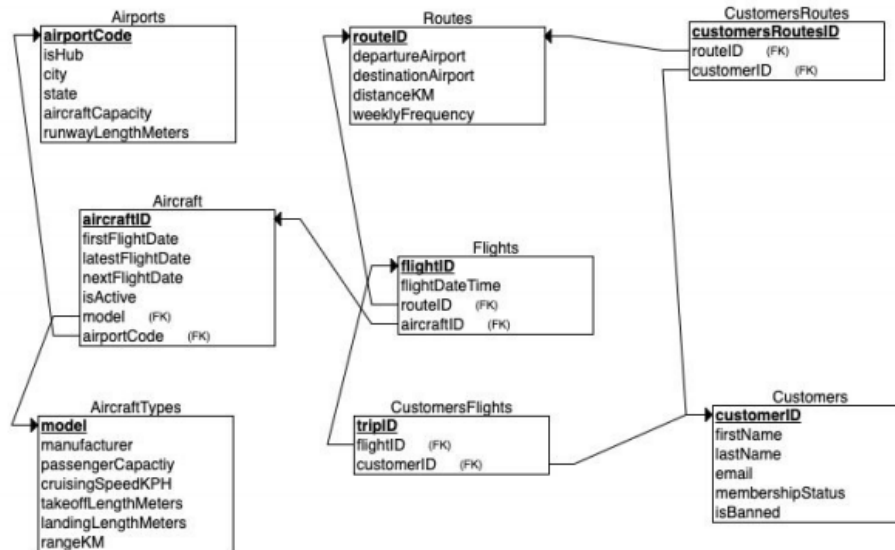 Airports
airportCode
isHub
city
state
aircraftCapacity
runwayLengthMeters
Routes
routeID
departureAirport
destinationAirport
distanceKM
weeklyFrequency
CustomersRoutes
customersRoutesID
routeID (FK)
customerID (FK)
Aircraft
aircraftID
firstFlightDate
latestFlightDate
nextFlightDate
isActive
model (FK)
airportCode (FK)
Flights
flightID
flightDateTime
routeID (FK)
aircraftID (FK)
AircraftTypes
model
manufacturer
passengerCapactiy
cruisingSpeedKPH
takeoffLengthMeters
landingLengthMeters
rangeKM
CustomersFlights
tripID
flightID (FK)
customerID (FK)
Customers
customerID
firstName
lastName
email
membershipStatus
isBanned